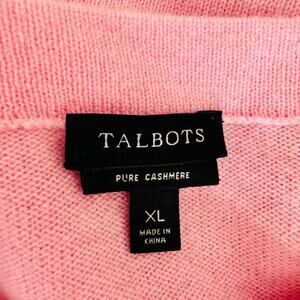 TALBOTS
PURE CASHMERE
XL
MADE IN
CHINA